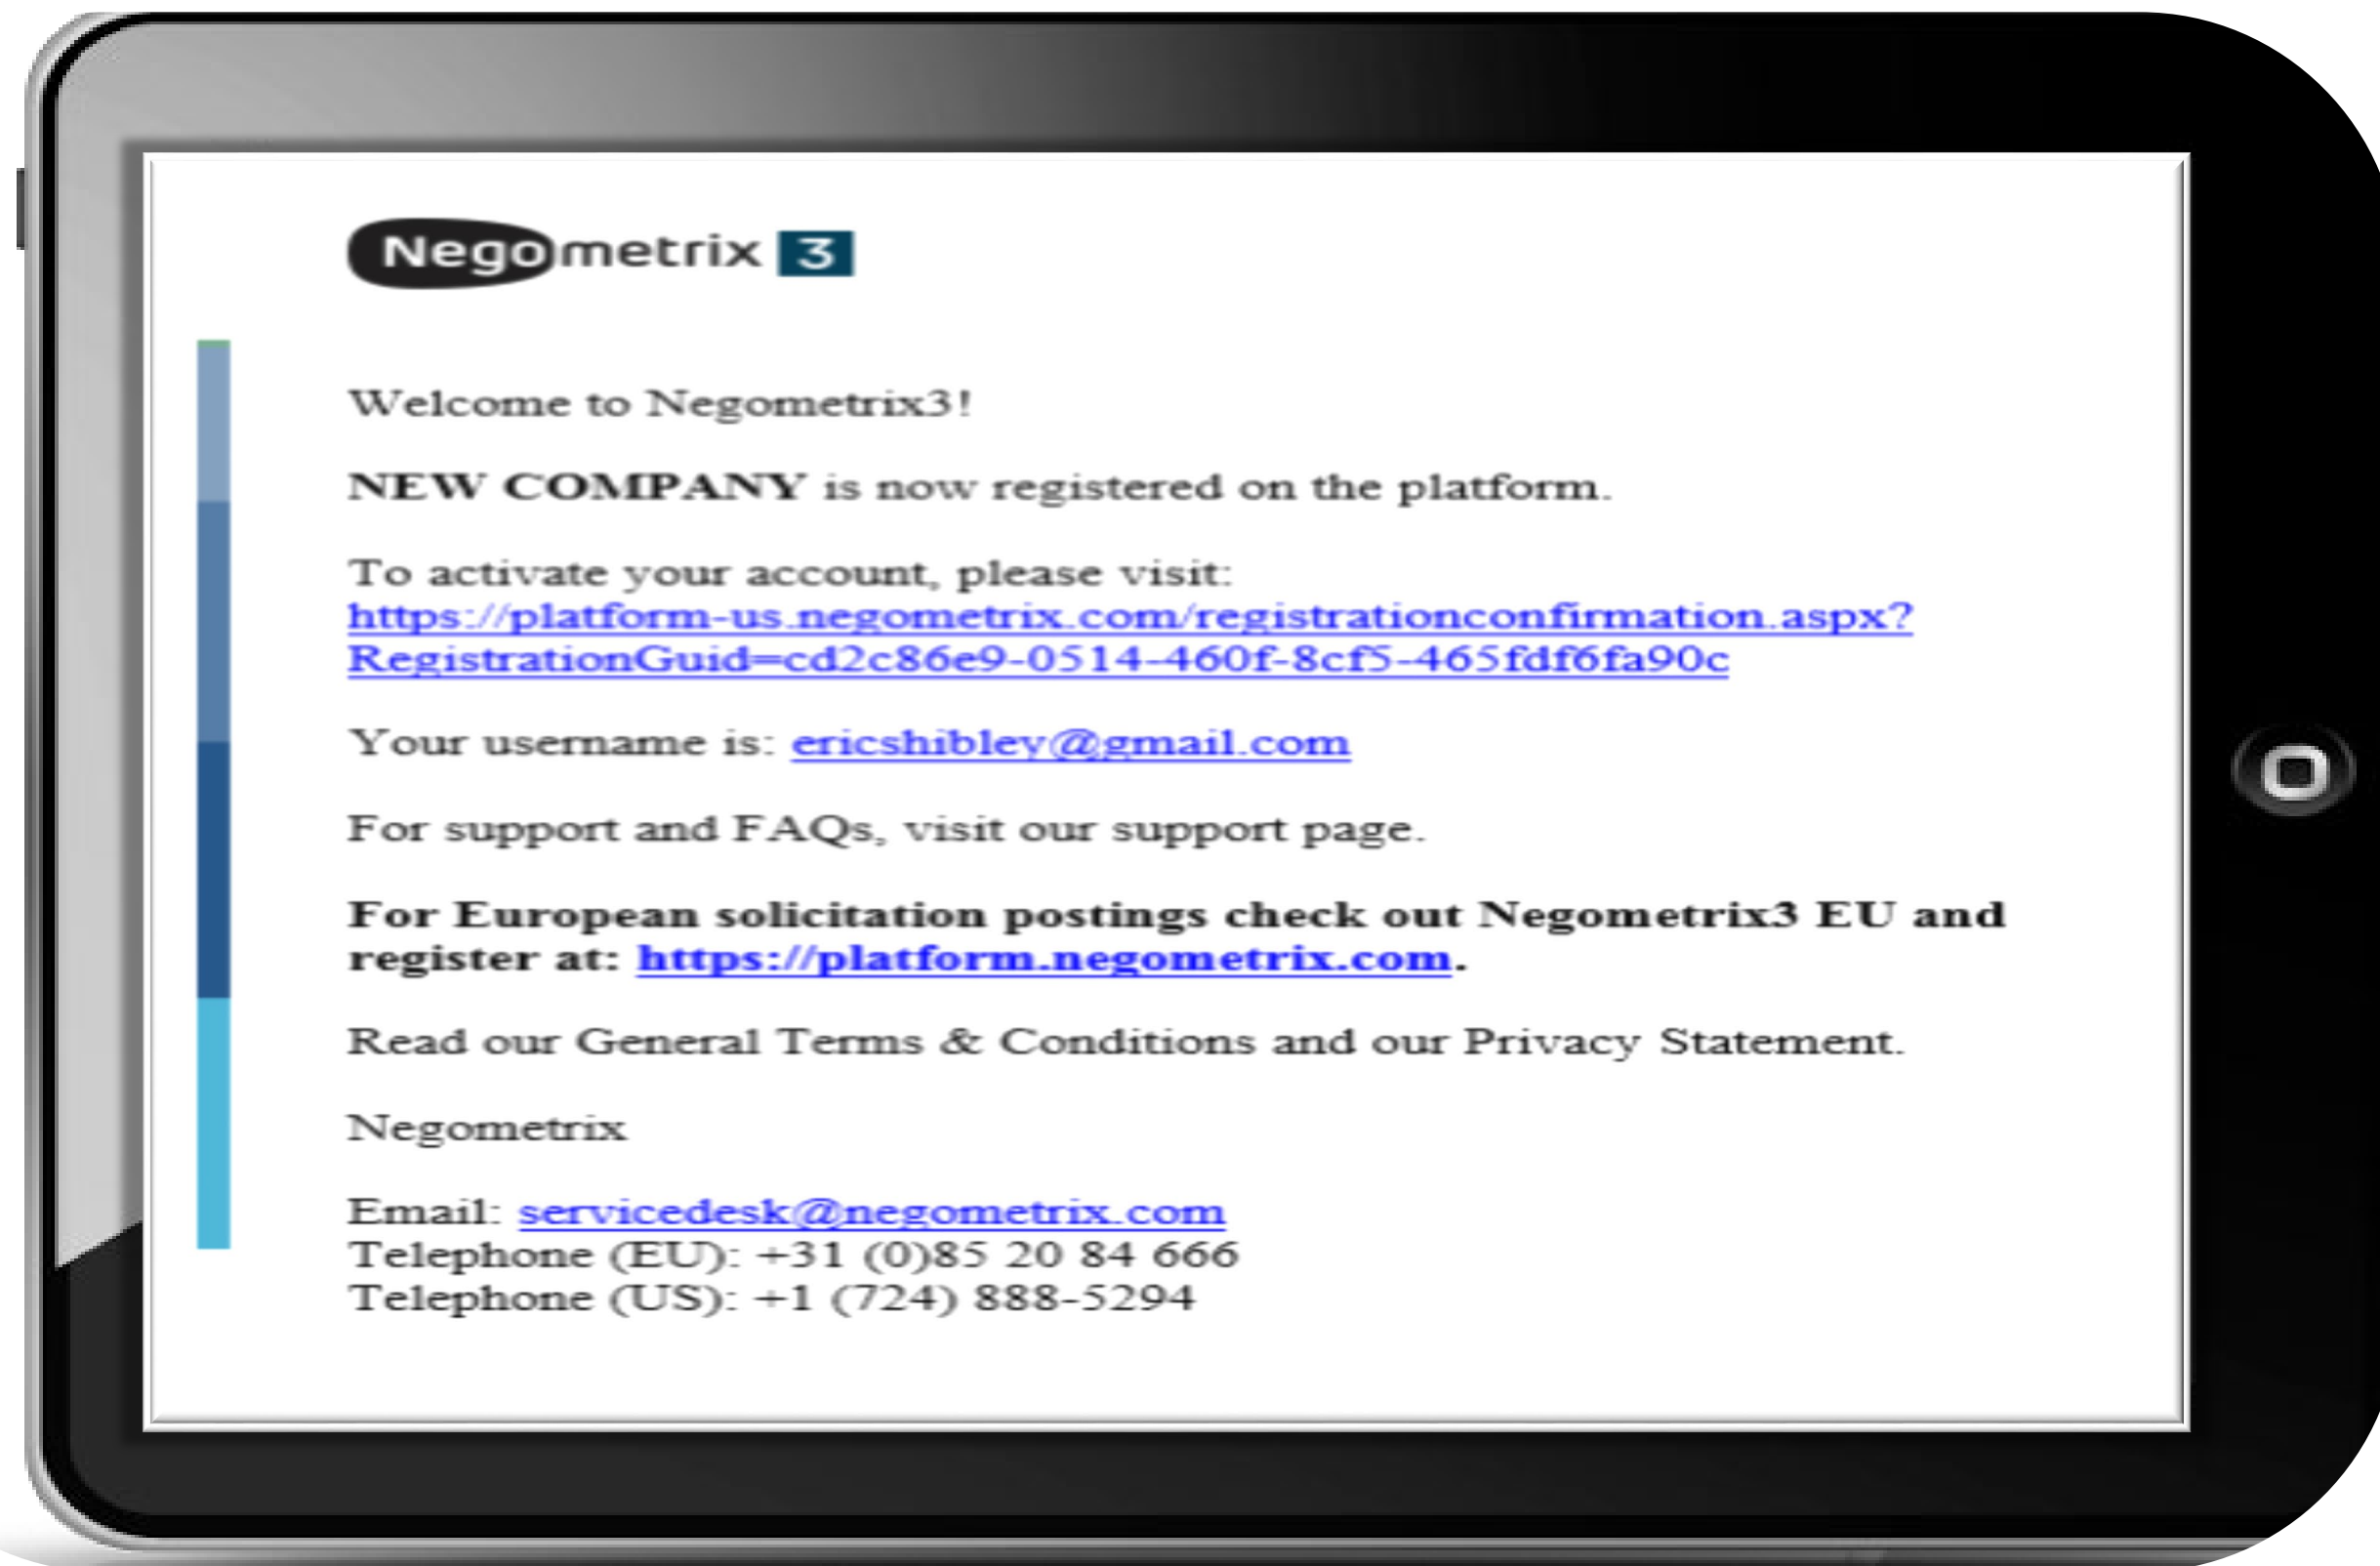 Negometrix 3
Welcome to Negometrix3!
NEW COMPANY is now registered on the platform.
To activate your account, please visit:
https://platform-us.negometrix.com/registrationconfirmation.aspx?
RegistrationGuid=cd2c86e9-0514-460f-8cf5-465fdf6fa90c
Your username is: ericshibley@gmail.com
For support and FAQs, visit our support page.
For European solicitation postings check out Negometrix3 EU and
register at: https://platform.negometrix.com.
Read our General Terms & Conditions and our Privacy Statement.
Negometrix
Email: servicedesk@negometrix.com
Telephone (EU): +31 (0)85 20 84 666
Telephone (US): +1 (724) 888-5294